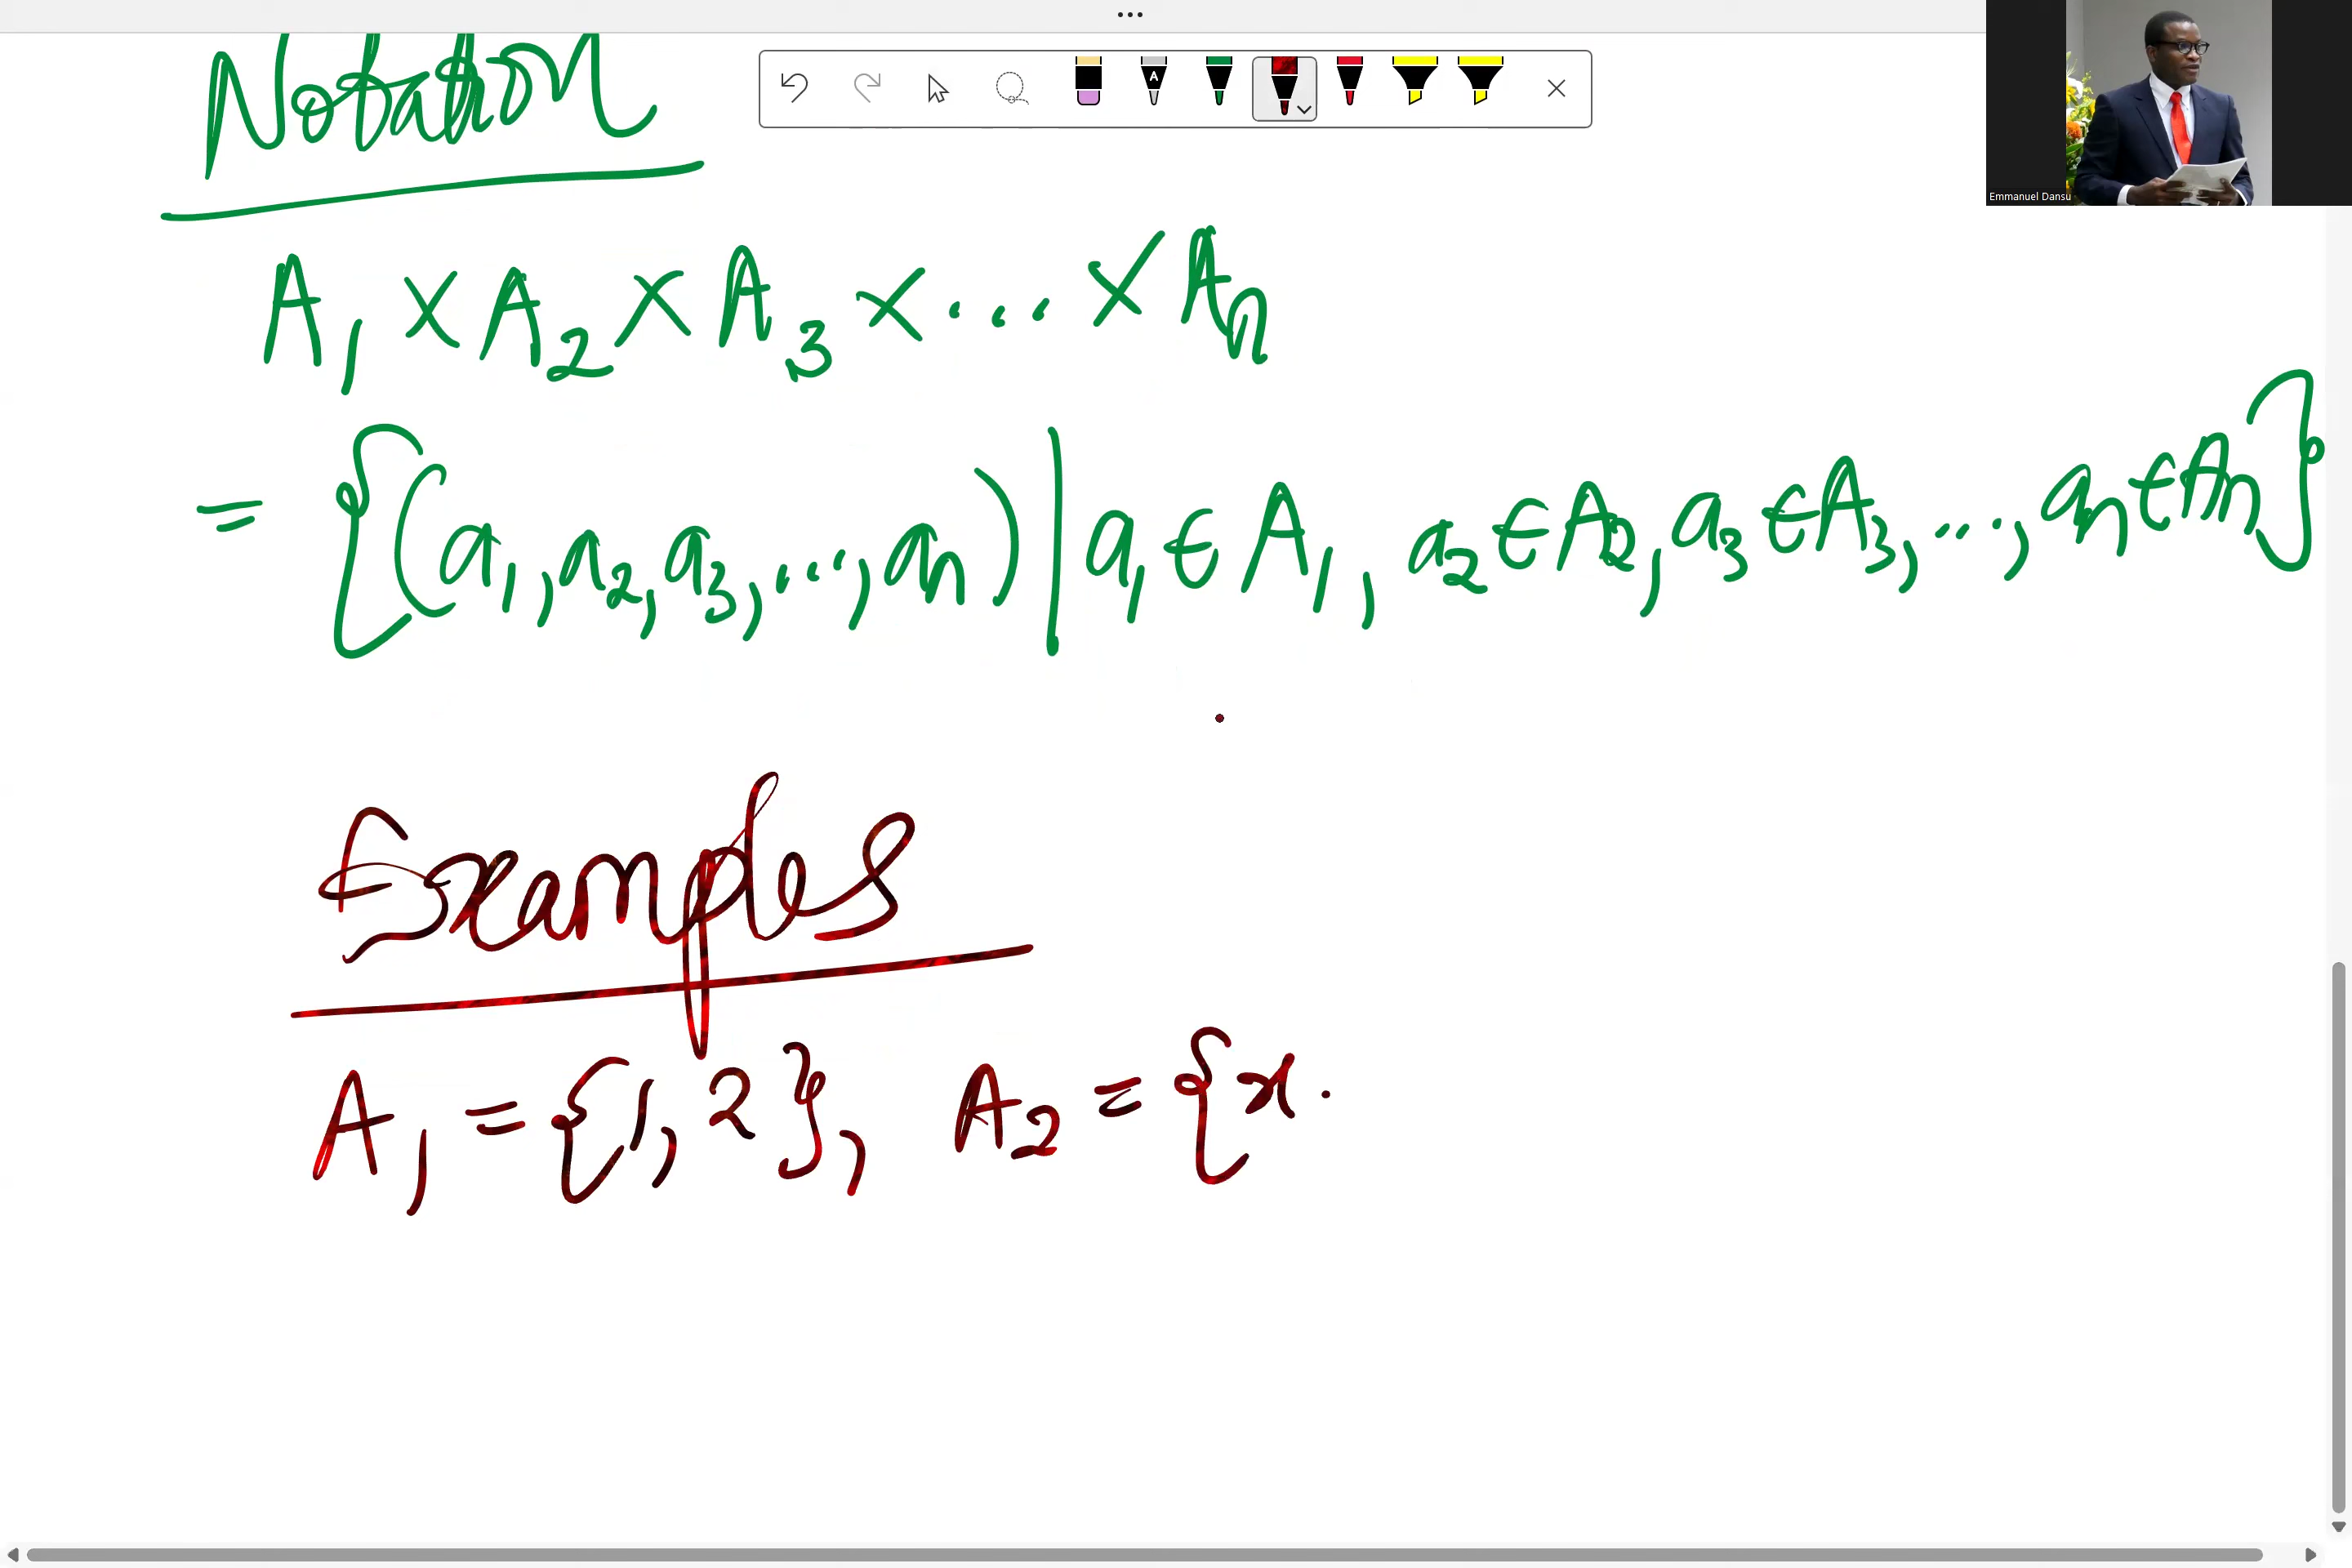 ...
Emmanuel Dansu
Notation
A₁ × A₂ × A₃ × ... × Aₙ
= {(a₁, a₂, a₃, ..., aₙ) | a₁ ∈ A₁, a₂ ∈ A₂, a₃ ∈ A₃, ..., aₙ ∈ Aₙ}
Examples
A₁ = {1, 2}, A₂ = {x